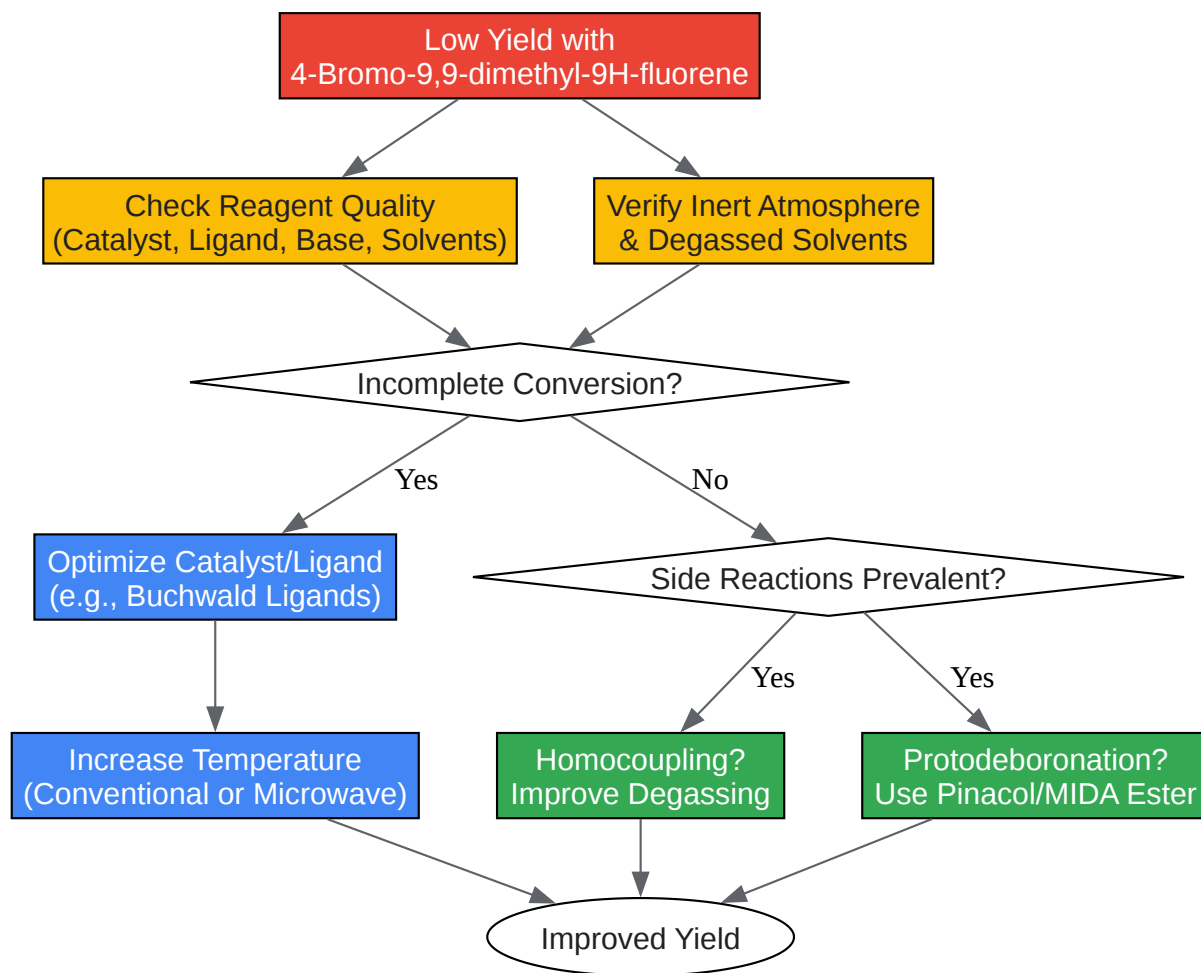 Low Yield with
4-Bromo-9,9-dimethyl-9H-fluorene
Check Reagent Quality
(Catalyst, Ligand, Base, Solvents)
Verify Inert Atmosphere
& Degassed Solvents
Incomplete Conversion?
Yes
No
Optimize Catalyst/Ligand
(e.g., Buchwald Ligands)
Side Reactions Prevalent?
Yes
Yes
Increase Temperature
(Conventional or Microwave)
Homocoupling?
Improve Degassing
Protodeboronation?
Use Pinacol/MIDA Ester
Improved Yield